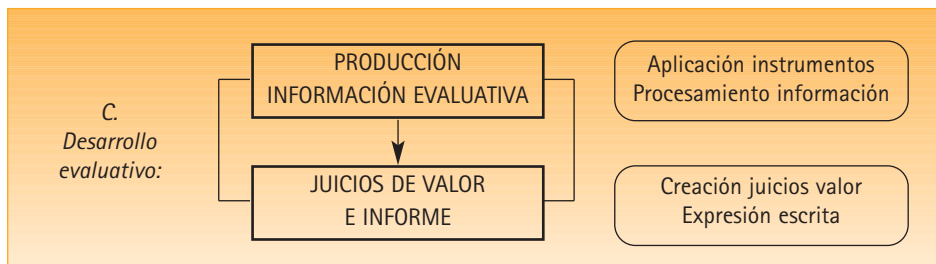 C.
Desarrollo
evaluativo:
PRODUCCIÓN
INFORMACIÓN EVALUATIVA
Aplicación instrumentos
Procesamiento información
JUICIOS DE VALOR
E INFORME
Creación juicios valor
Expresión escrita